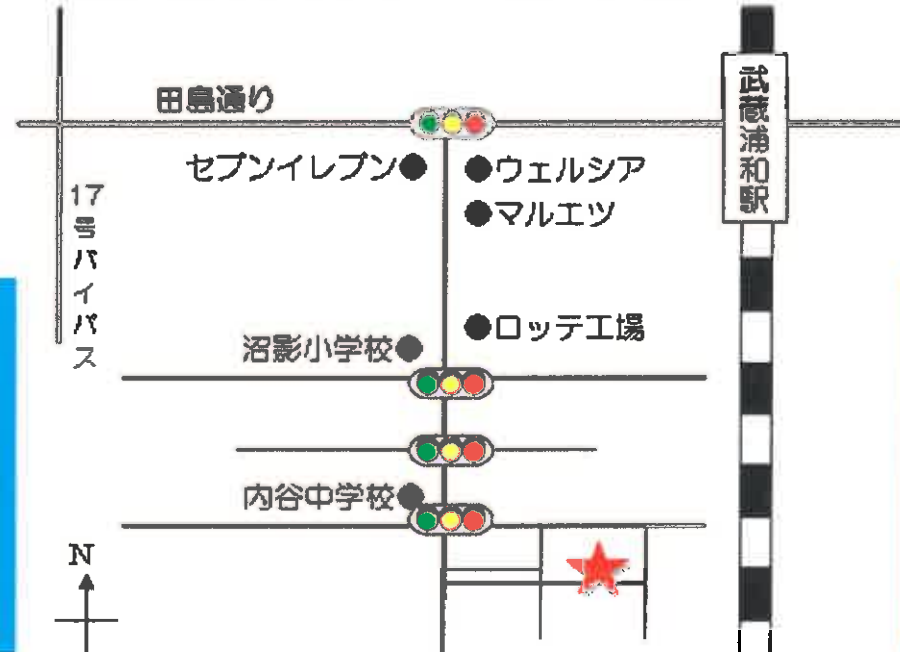 田島通り
武蔵浦和駅
セブンイレブン
ウェルシア
マルエツ
17号バイパス
ロッテ工場
沼影小学校
内谷中学校
N